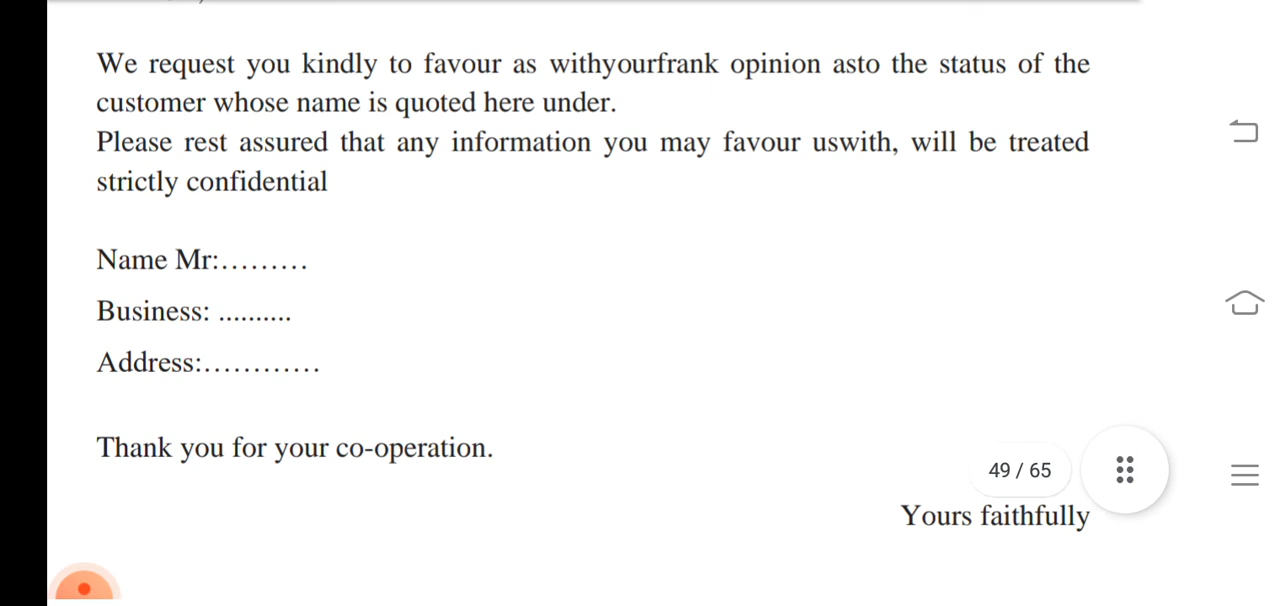 We request you kindly to favour as withyourfrank opinion asto the status of the
customer whose name is quoted here under.
Please rest assured that any information you may favour uswith, will be treated
strictly confidential
Name Mr:.........
Business: ..........
Address:............
Thank you for your co-operation.
49 / 65
Yours faithfully